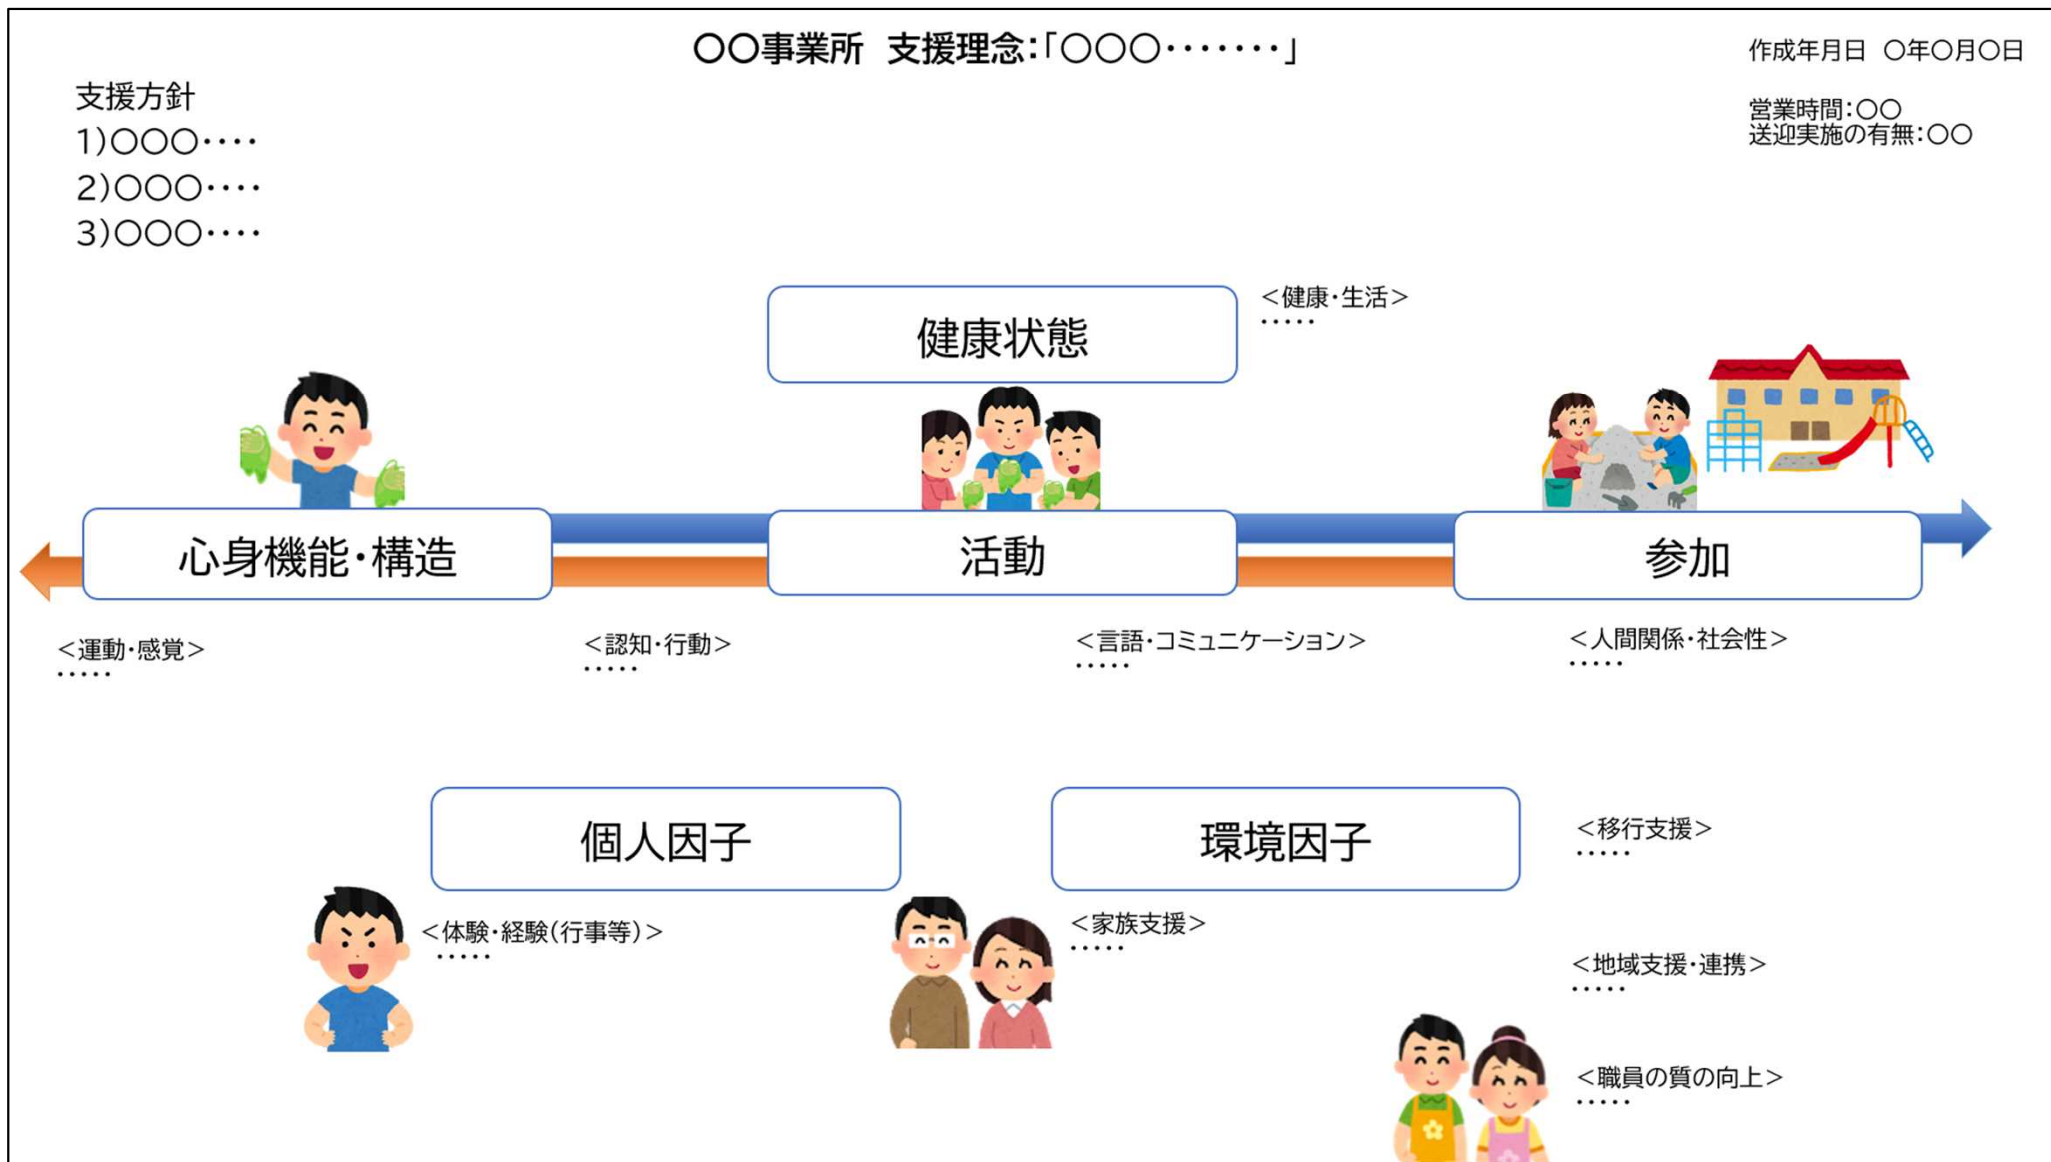 〇〇事業所　支援理念:「〇〇〇・・・・・・・」
作成年月日　〇年〇月〇日
営業時間:〇〇
送迎実施の有無:〇〇
支援方針
1)〇〇〇・・・・
2)〇〇〇・・・・
3)〇〇〇・・・・
健康状態
<健康・生活>
・・・・・
心身機能・構造
活動
参加
<運動・感覚>
・・・・・
<認知・行動>
・・・・・
<言語・コミュニケーション>
・・・・・
<人間関係・社会性>
・・・・・
個人因子
環境因子
<移行支援>
・・・・・
<体験・経験(行事等)>
・・・・・
<家族支援>
・・・・・
<地域支援・連携>
・・・・・
<職員の質の向上>
・・・・・